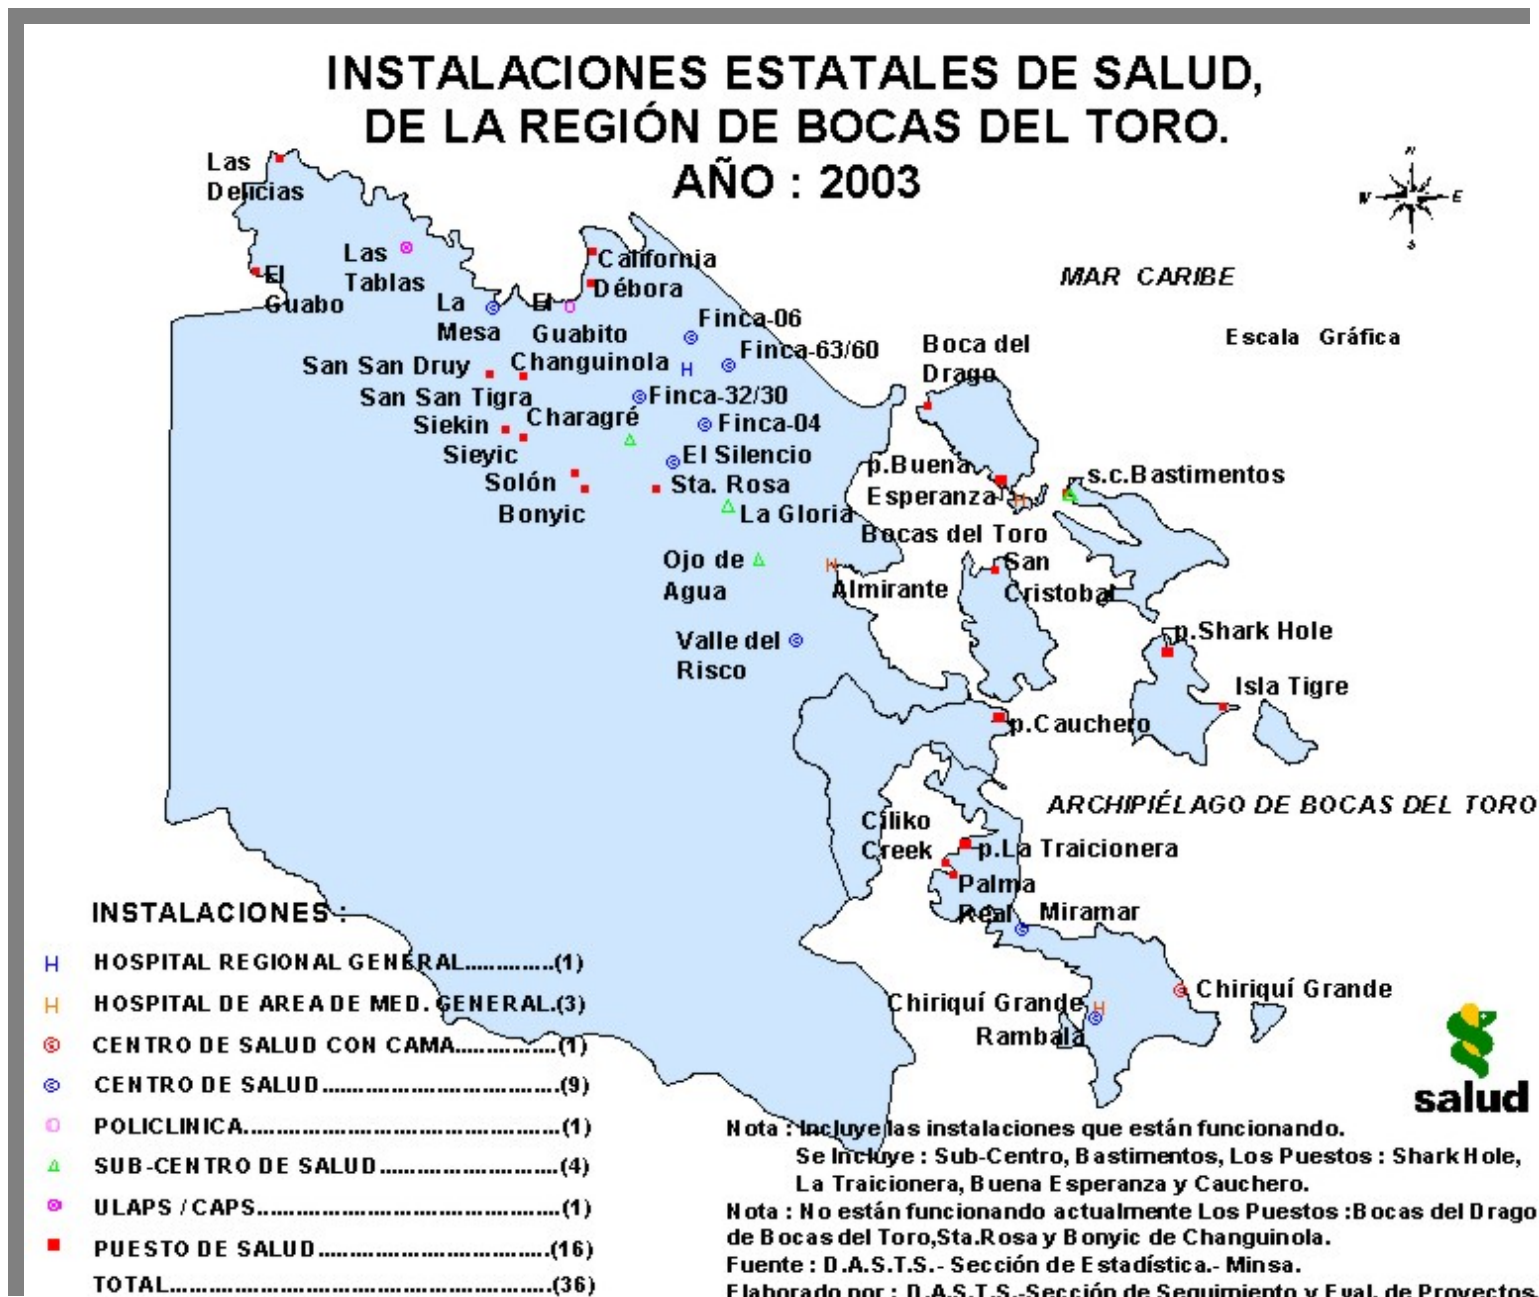 INSTALACIONES ESTATALES DE SALUD,
DE LA REGIÓN DE BOCAS DEL TORO.
AÑO : 2003
N
W
E
S
MAR CARIBE
Escala Gráfica
Las
Delicias
El
Guabo
Las
Tablas
La
Mesa
El
Guabito
California
Débora
Finca-06
Finca-63/60
Changuinola
San San Druy
San San Tigra
Finca-32/30
Siekin
Charagré
Finca-04
Sieyic
El Silencio
Solón
Sta. Rosa
Bonyic
La Gloria
Ojo de
Agua
Almirante
Valle del
Risco
Boca del
Drago
p.Buena
Esperanza
s.c.Bastimentos
Bocas del Toro
San
Cristobal
p.Shark Hole
Isla Tigre
p.Cauchero
ARCHIPIÉLAGO DE BOCAS DEL TORO
Ciliko
Creek
p.La Traicionera
Palma
Real
Miramar
Chiriquí Grande
Chiriquí Grande
Rambala
INSTALACIONES :
H HOSPITAL REGIONAL GENERAL.............(1)
H HOSPITAL DE AREA DE MED. GENERAL.(3)
CENTRO DE SALUD CON CAMA...............(1)
CENTRO DE SALUD...................................(9)
POLICLINICA..............................................(1)
SUB-CENTRO DE SALUD..........................(4)
ULAPS / CAPS............................................(1)
PUESTO DE SALUD..................................(16)
TOTAL.......................................................(36)
salud
Nota : Incluye las instalaciones que están funcionando.
Se Incluye : Sub-Centro, Bastimentos, Los Puestos : Shark Hole,
La Traicionera, Buena Esperanza y Cauchero.
Nota : No están funcionando actualmente Los Puestos :Bocas del Drago
de Bocas del Toro,Sta.Rosa y Bonyic de Changuinola.
Fuente : D.A.S.T.S.- Sección de Estadística.- Minsa.
Elaborado por : D.A.S.T.S.-Sección de Seguimiento y Eval. de Proyectos